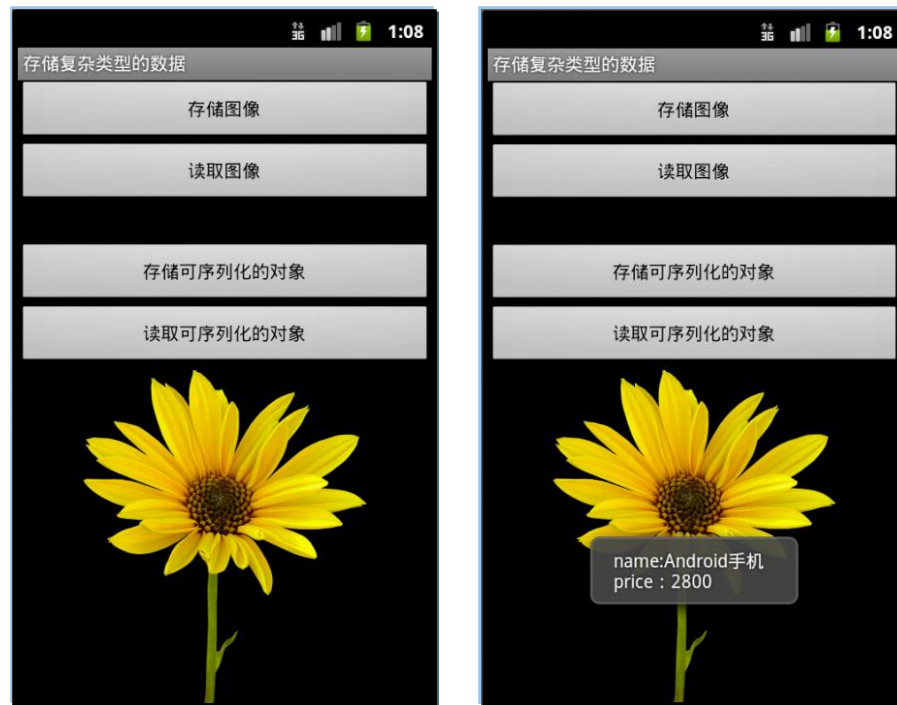 3G 1:08
存储复杂类型的数据
存储图像
读取图像
存储可序列化的对象
读取可序列化的对象
3G 1:08
存储复杂类型的数据
存储图像
读取图像
存储可序列化的对象
读取可序列化的对象
name:Android手机
price：2800